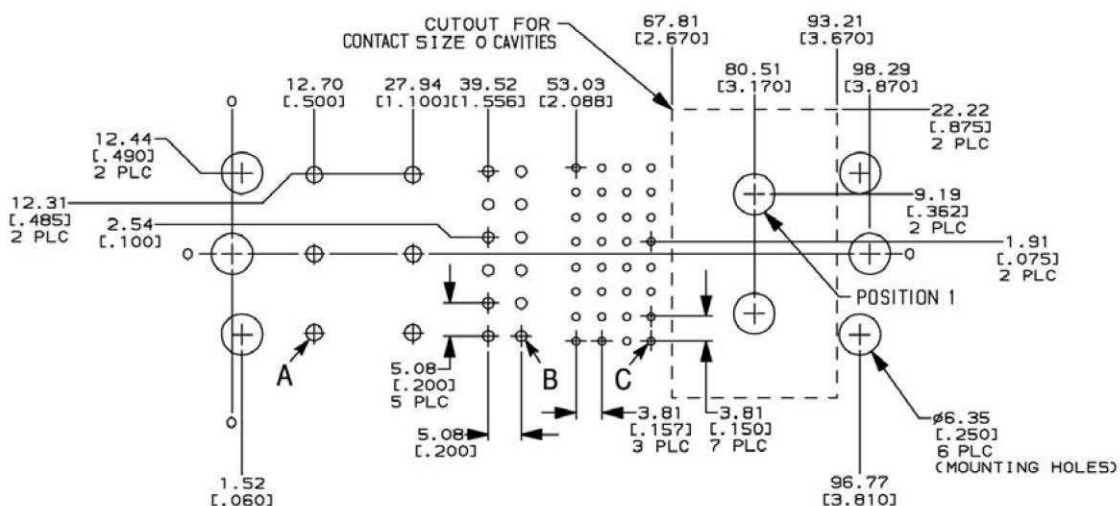 CUTOUT FOR
CONTACT SIZE 0 CAVITIES
67.81
[2.670]
93.21
[3.670]
12.70
[.500]
27.94
[1.100]
39.52
[1.556]
53.03
[2.088]
80.51
[3.170]
98.29
[3.870]
0
22.22
[.875]
2 PLC
12.44
[.490]
2 PLC
12.31
[.485]
2 PLC
9.19
[.362]
2 PLC
2.54
[.100]
1.91
[.075]
2 PLC
0
0
POSITION 1
A
B
C
5.08
[.200]
5 PLC
3.81
[.157]
3 PLC
3.81
[.150]
7 PLC
5.08
[.200]
ø6.35
[.250]
6 PLC
(MOUNTING HOLES)
0
1.52
[.060]
96.77
[3.810]